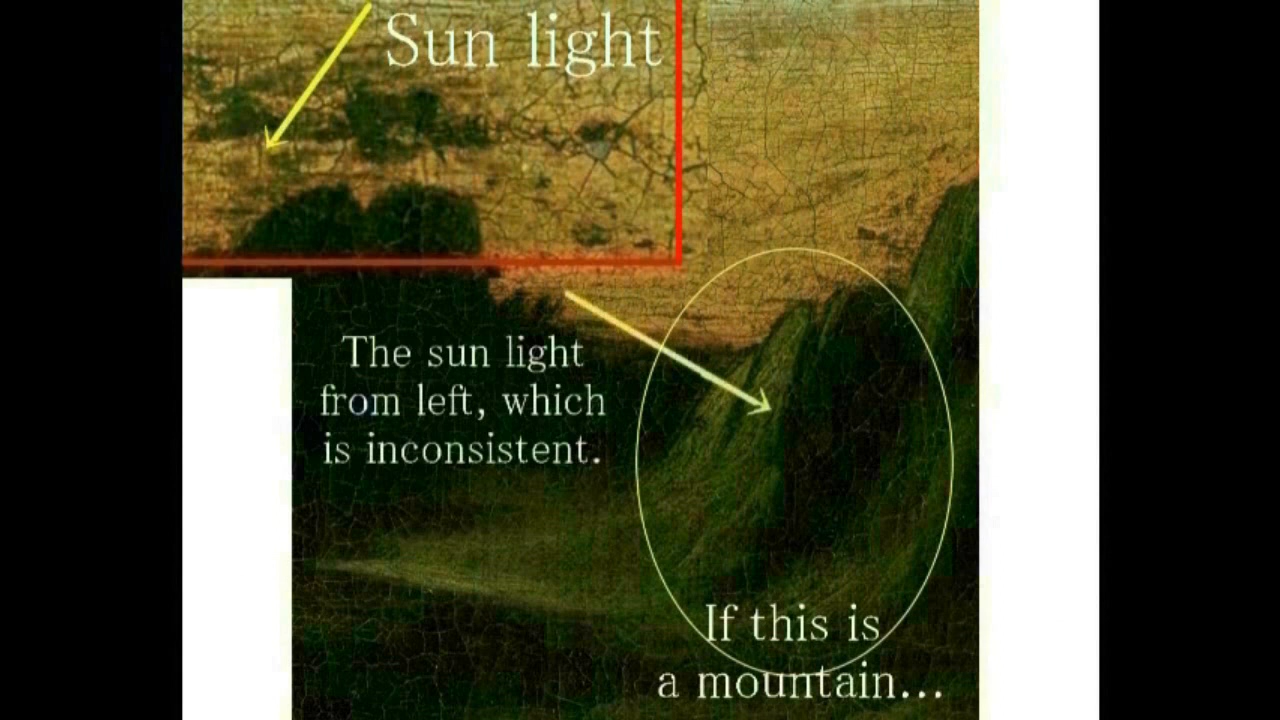 Sun light
The sun light
from left, which
is inconsistent.
If this is
a mountain...